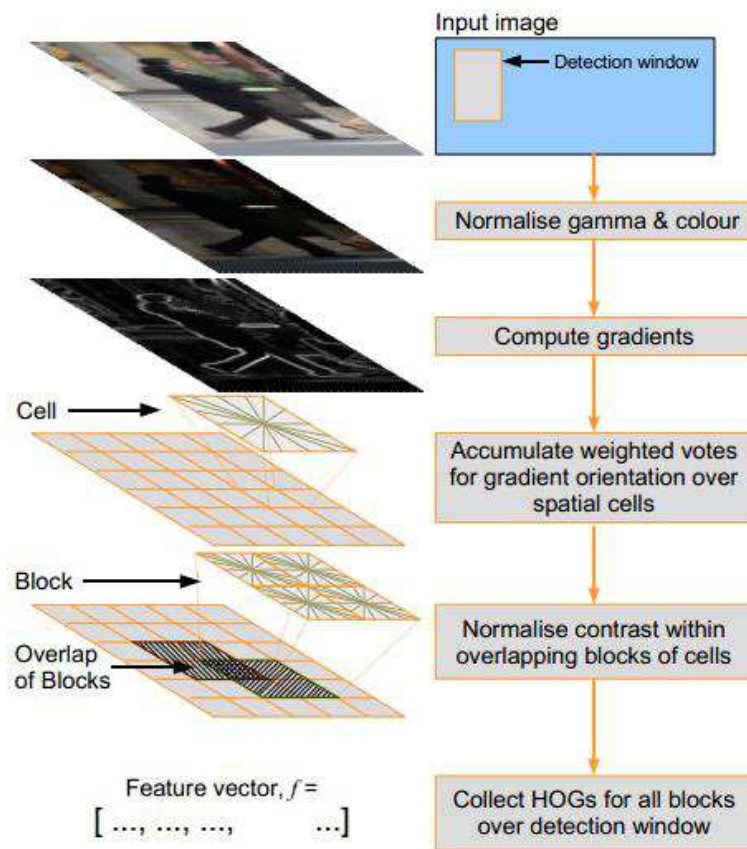 Input image
Detection window
Normalise gamma & colour
Compute gradients
Cell
Accumulate weighted votes
for gradient orientation over
spatial cells
Block
Overlap
of Blocks
Normalise contrast within
overlapping blocks of cells
Feature vector, f =
[ ..., ..., ..., ...]
Collect HOGs for all blocks
over detection window